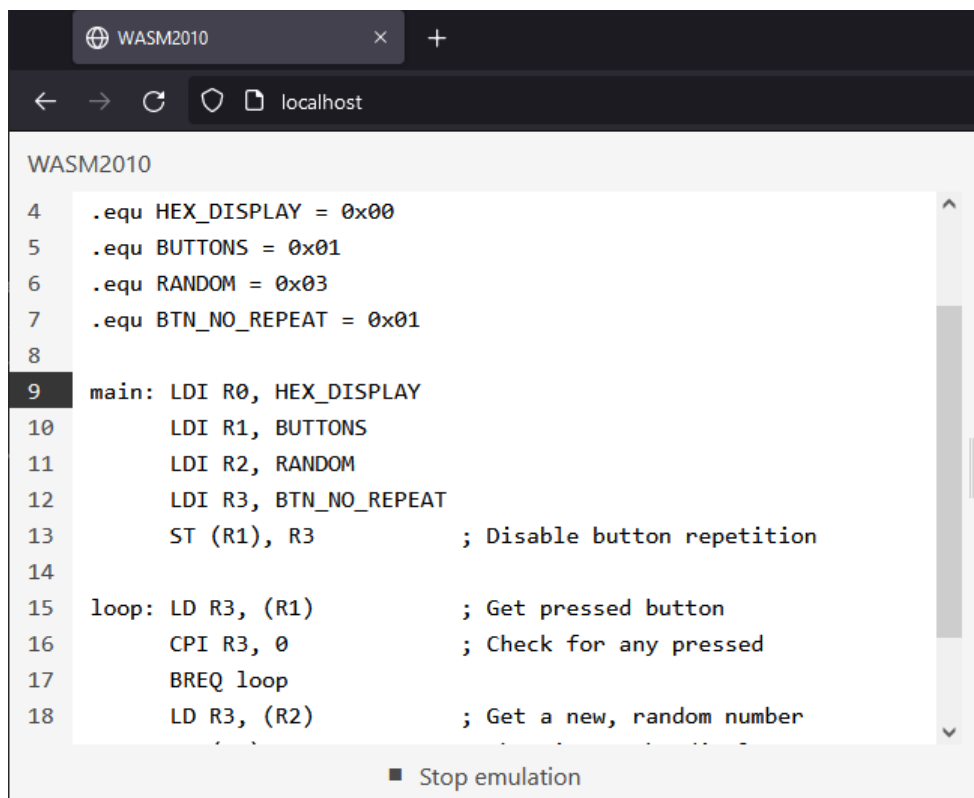 WASM2010
localhost
WASM2010
4 .equ HEX_DISPLAY = 0x00
5 .equ BUTTONS = 0x01
6 .equ RANDOM = 0x03
7 .equ BTN_NO_REPEAT = 0x01
8
9 main: LDI R0, HEX_DISPLAY
10 LDI R1, BUTTONS
11 LDI R2, RANDOM
12 LDI R3, BTN_NO_REPEAT
13 ST (R1), R3 ; Disable button repetition
14
15 loop: LD R3, (R1) ; Get pressed button
16 CPI R3, 0 ; Check for any pressed
17 BREQ loop
18 LD R3, (R2) ; Get a new, random number
Stop emulation